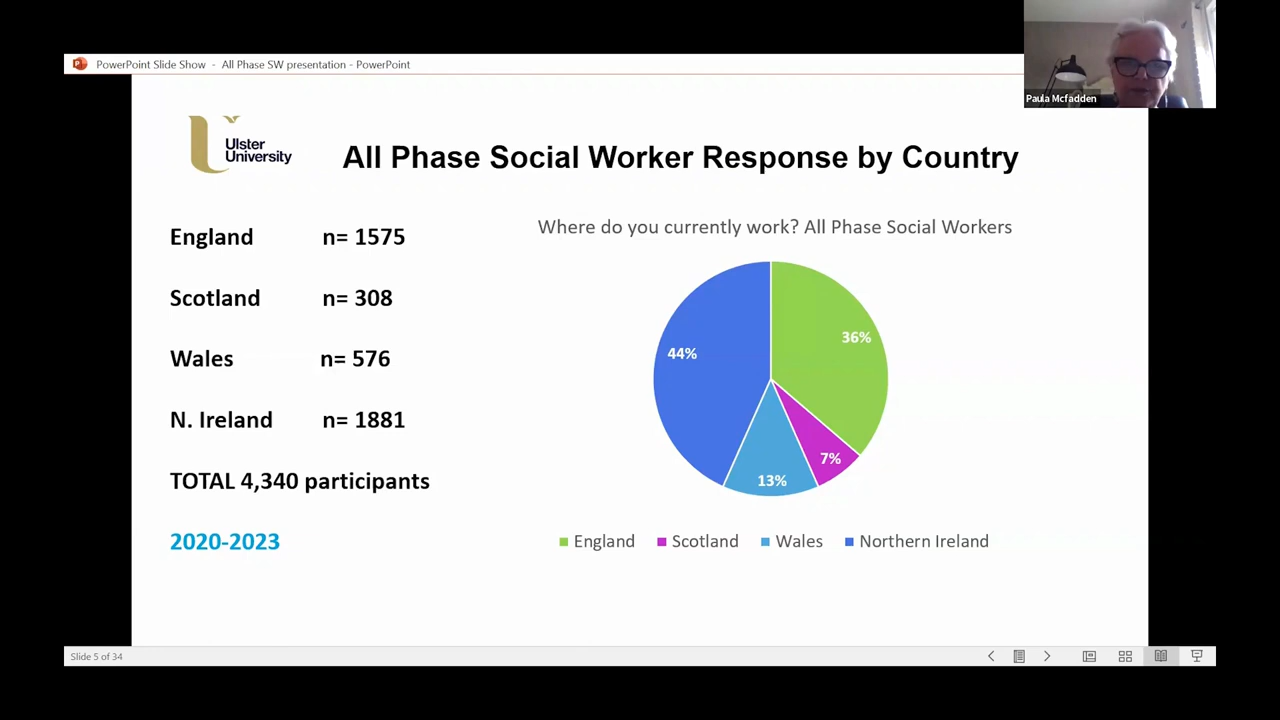 PowerPoint Slide Show - All Phase SW presentation - PowerPoint
Paula Mcfadden
Ulster
University
All Phase Social Worker Response by Country
England n= 1575
Scotland n= 308
Wales n= 576
N. Ireland n= 1881
TOTAL 4,340 participants
2020-2023
Where do you currently work? All Phase Social Workers
36%
44%
7%
13%
England Scotland Wales Northern Ireland
Slide 5 of 34